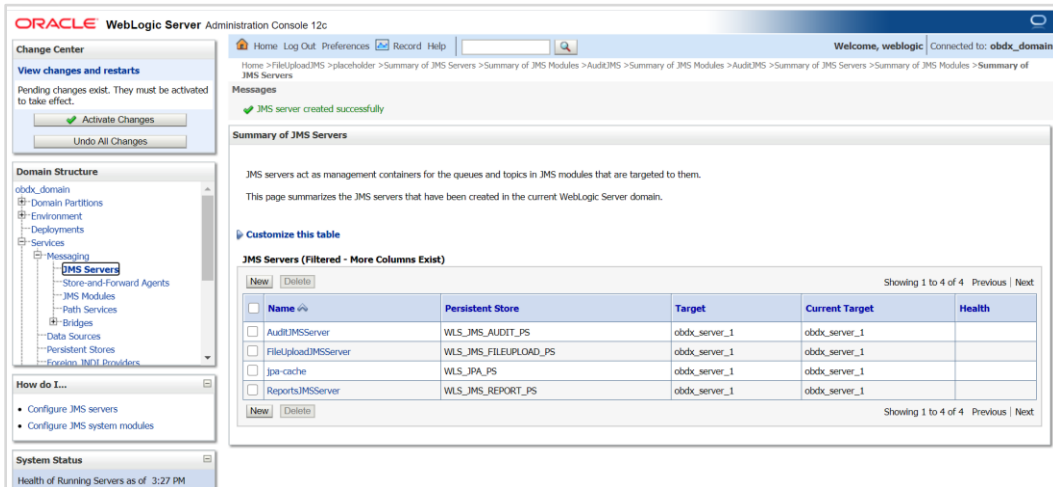 ORACLE WebLogic Server Administration Console 12c
Change Center
View changes and restarts
Pending changes exist. They must be activated
to take effect.
Activate Changes
Undo All Changes
Domain Structure
obdx_domain
Domain Partitions
Environment
Deployments
Services
Messaging
JMS Servers
Store-and-Forward Agents
JMS Modules
Path Services
Bridges
Data Sources
Persistent Stores
Foreign JNDI Providers
How do I...
Configure JMS servers
Configure JMS system modules
System Status
Health of Running Servers as of 3:27 PM
Home Log Out Preferences Record Help
Welcome, weblogic Connected to: obdx_domain
Home >FileUploadJMS >placeholder >Summary of JMS Servers >Summary of JMS Modules >AuditJMS >Summary of JMS Modules >AuditJMS >Summary of JMS Servers >Summary of JMS Modules >Summary of
JMS Servers
Messages
JMS server created successfully
Summary of JMS Servers
JMS servers act as management containers for the queues and topics in JMS modules that are targeted to them.
This page summarizes the JMS servers that have been created in the current WebLogic Server domain.
Customize this table
JMS Servers (Filtered - More Columns Exist)
New Delete Showing 1 to 4 of 4 Previous | Next
Name Persistent Store Target Current Target Health
AuditJMSServer WLS_JMS_AUDIT_PS obdx_server_1 obdx_server_1
FileUploadJMSServer WLS_JMS_FILEUPLOAD_PS obdx_server_1 obdx_server_1
jpa-cache WLS_JPA_PS obdx_server_1 obdx_server_1
ReportsJMSServer WLS_JMS_REPORT_PS obdx_server_1 obdx_server_1
New Delete Showing 1 to 4 of 4 Previous | Next